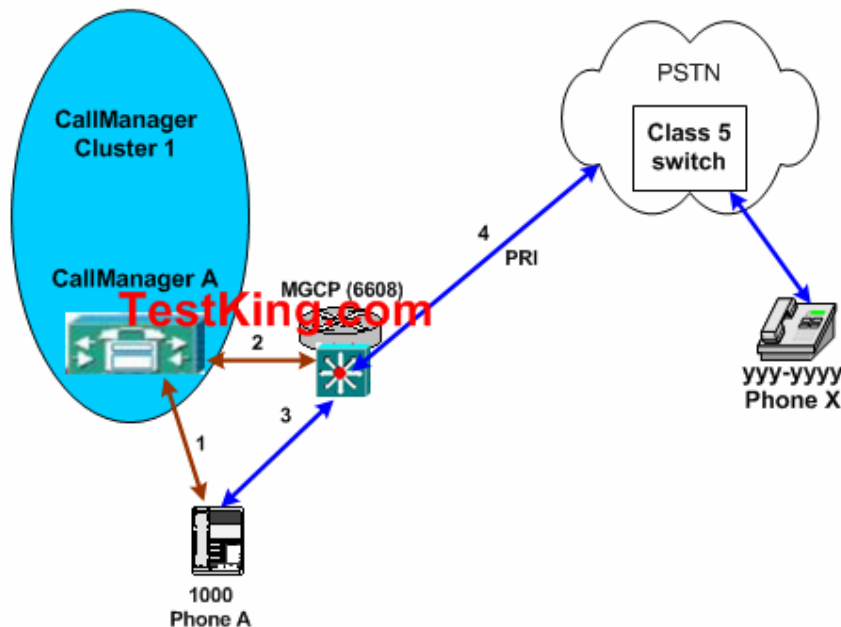 CallManager
Cluster 1
PSTN
Class 5
switch
4
PRI
CallManager A
MGCP (6608)
TestKing.com
2
3
1
yyy-yyyy
Phone X
1000
Phone A